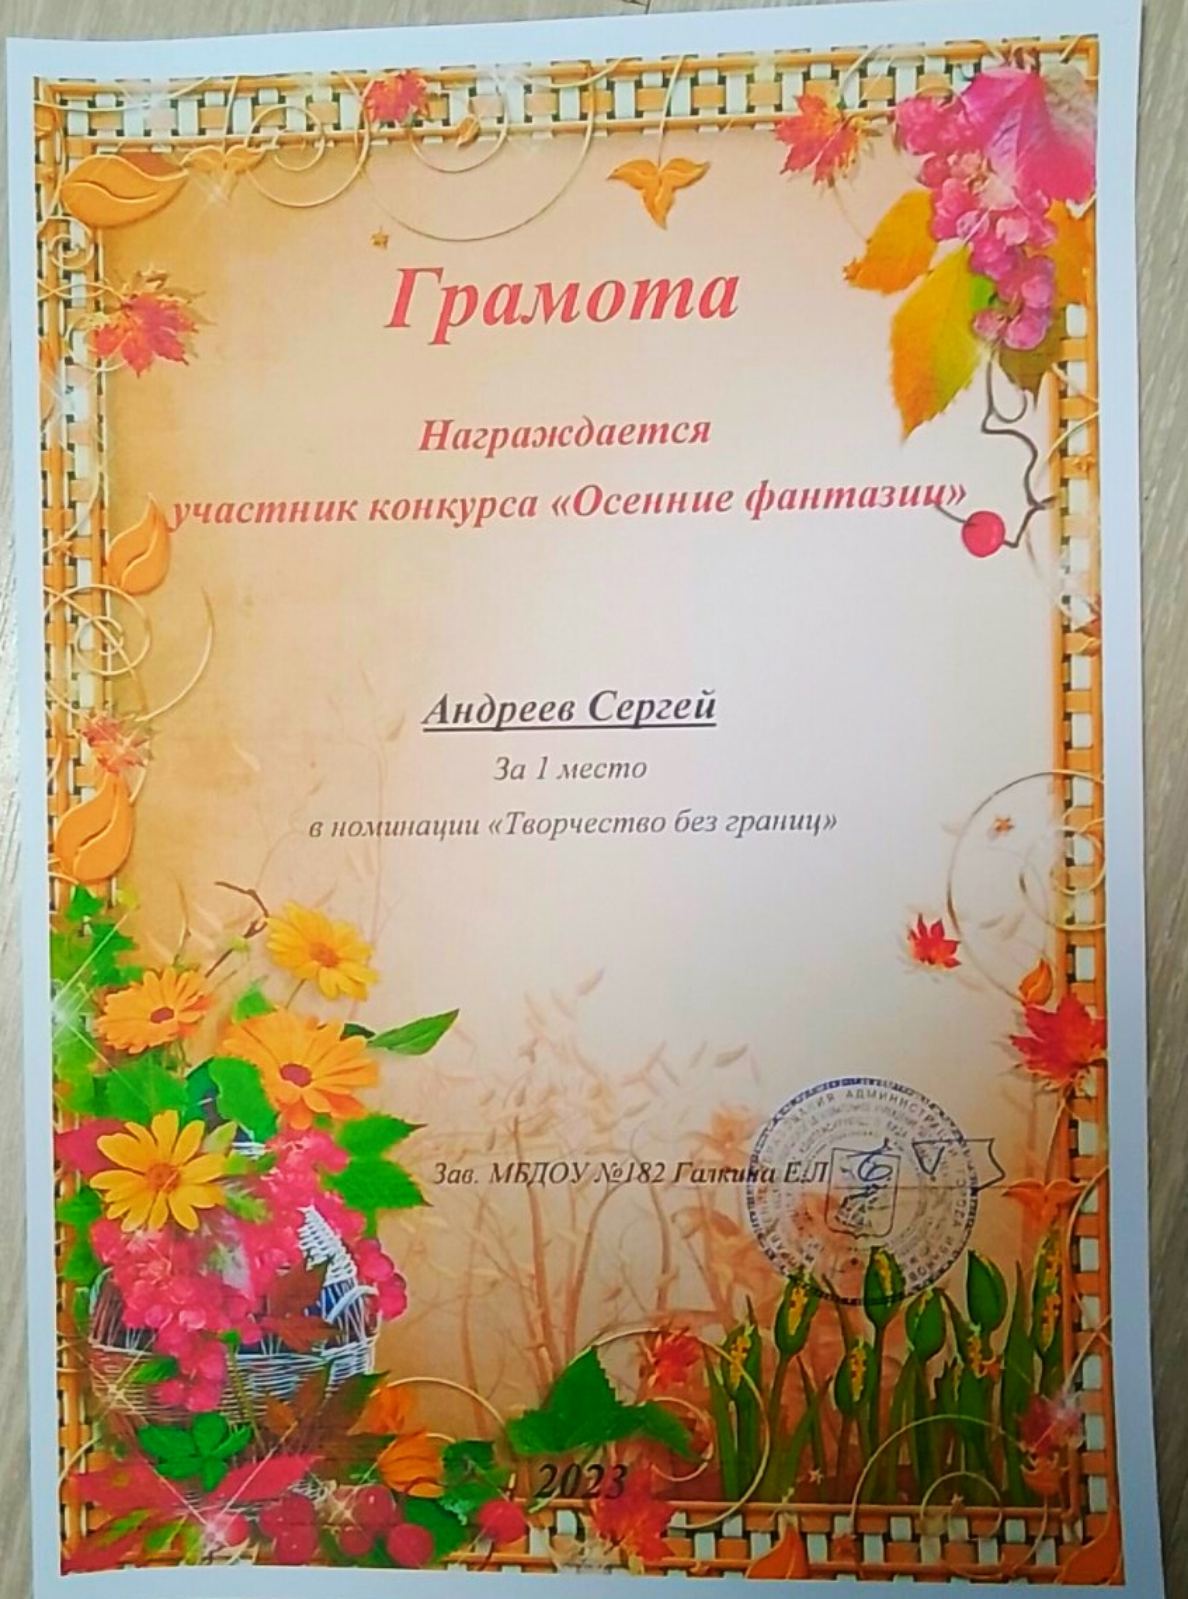 Грамота
Награждается
участник конкурса «Осенние фантазии»
Андреев Сергей
За 1 место
в номинации «Творчество без границ»
Зав. МБДОУ №182 Галкина Е.Л
2023